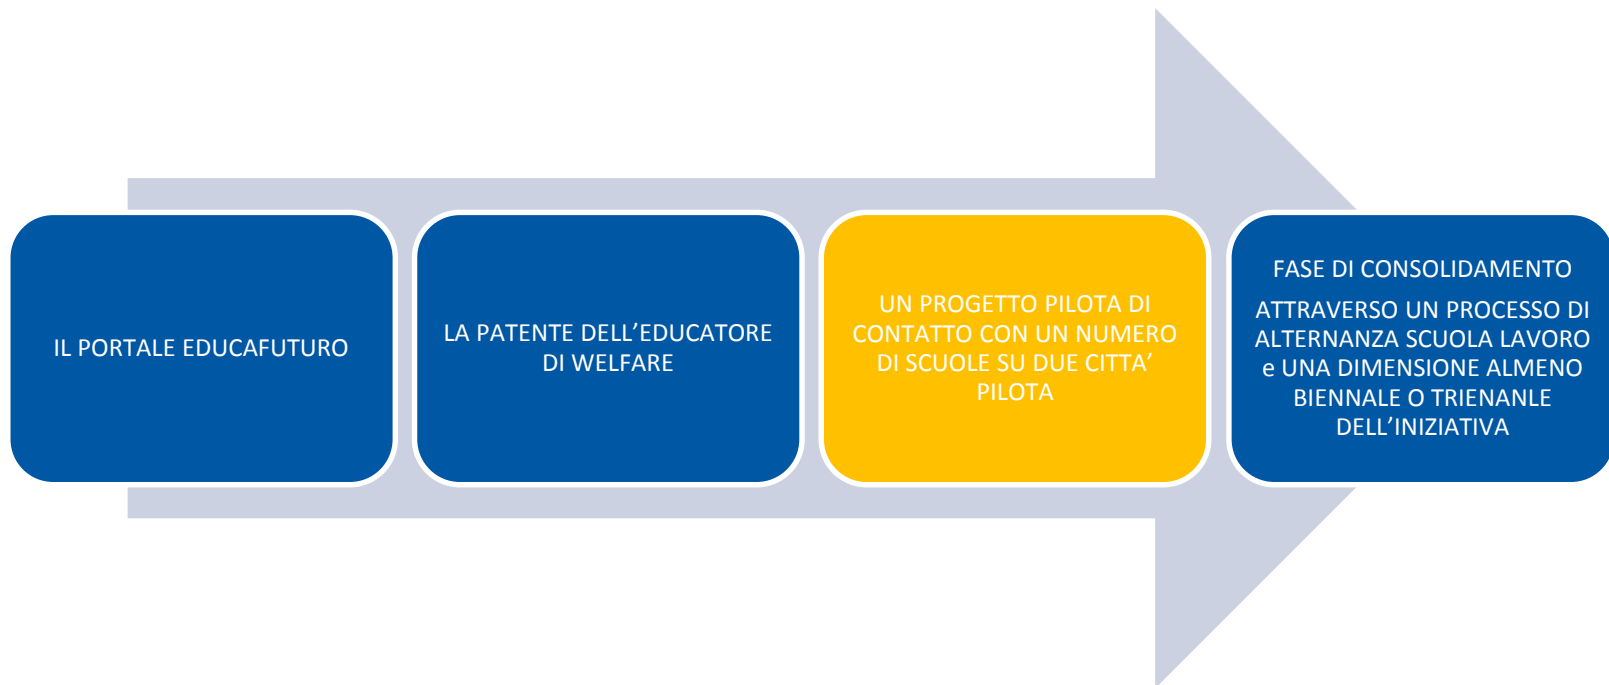 IL PORTALE EDUCAFUTURO
LA PATENTE DELL’EDUCATORE
DI WELFARE
UN PROGETTO PILOTA DI
CONTATTO CON UN NUMERO
DI SCUOLE SU DUE CITTA’
PILOTA
FASE DI CONSOLIDAMENTO
ATTRAVERSO UN PROCESSO DI
ALTERNANZA SCUOLA LAVORO
e UNA DIMENSIONE ALMENO
BIENNALE O TRIENANLE
DELL’INIZIATIVA